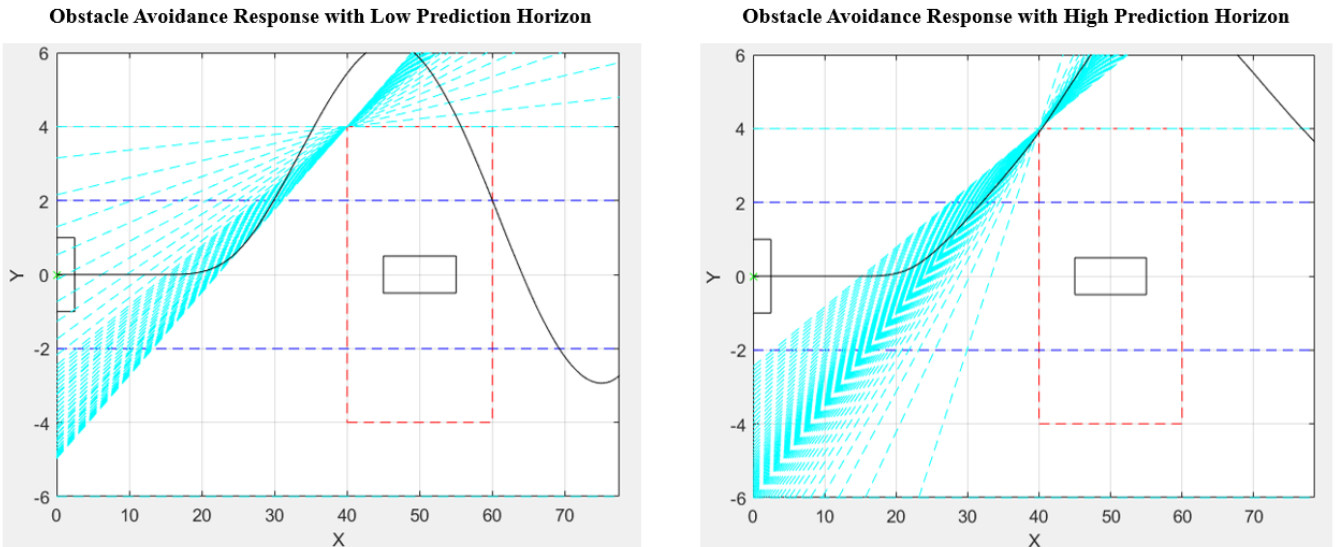 Obstacle Avoidance Response with Low Prediction Horizon
6
4
2
0
-2
-4
-6
Y
0 10 20 30 40 50 60 70
X
Obstacle Avoidance Response with High Prediction Horizon
6
4
2
0
-2
-4
-6
Y
0 10 20 30 40 50 60 70
X